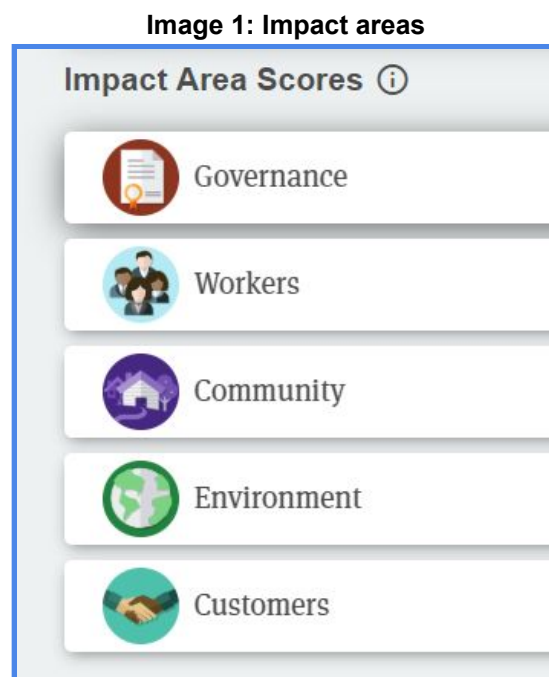 Image 1: Impact areas
Impact Area Scores
Governance
Workers
Community
Environment
Customers